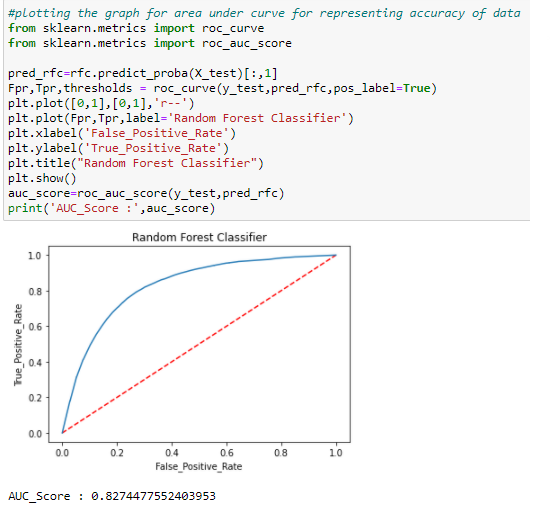 #plotting the graph for area under curve for representing accuracy of data
from sklearn.metrics import roc_curve
from sklearn.metrics import roc_auc_score
pred_rfc=rfc.predict_proba(X_test)[:,1]
Fpr,Tpr,thresholds = roc_curve(y_test,pred_rfc,pos_label=True)
plt.plot([0,1],[0,1],'r--')
plt.plot(Fpr,Tpr,label='Random Forest Classifier')
plt.xlabel('False_Positive_Rate')
plt.ylabel('True_Positive_Rate')
plt.title("Random Forest Classifier")
plt.show()
auc_score=roc_auc_score(y_test,pred_rfc)
print('AUC_Score :',auc_score)
Random Forest Classifier
True_Positive_Rate
1.0
0.8
0.6
0.4
0.2
0.0
0.0 0.2 0.4 0.6 0.8 1.0
False_Positive_Rate
AUC_Score : 0.8274477552403953